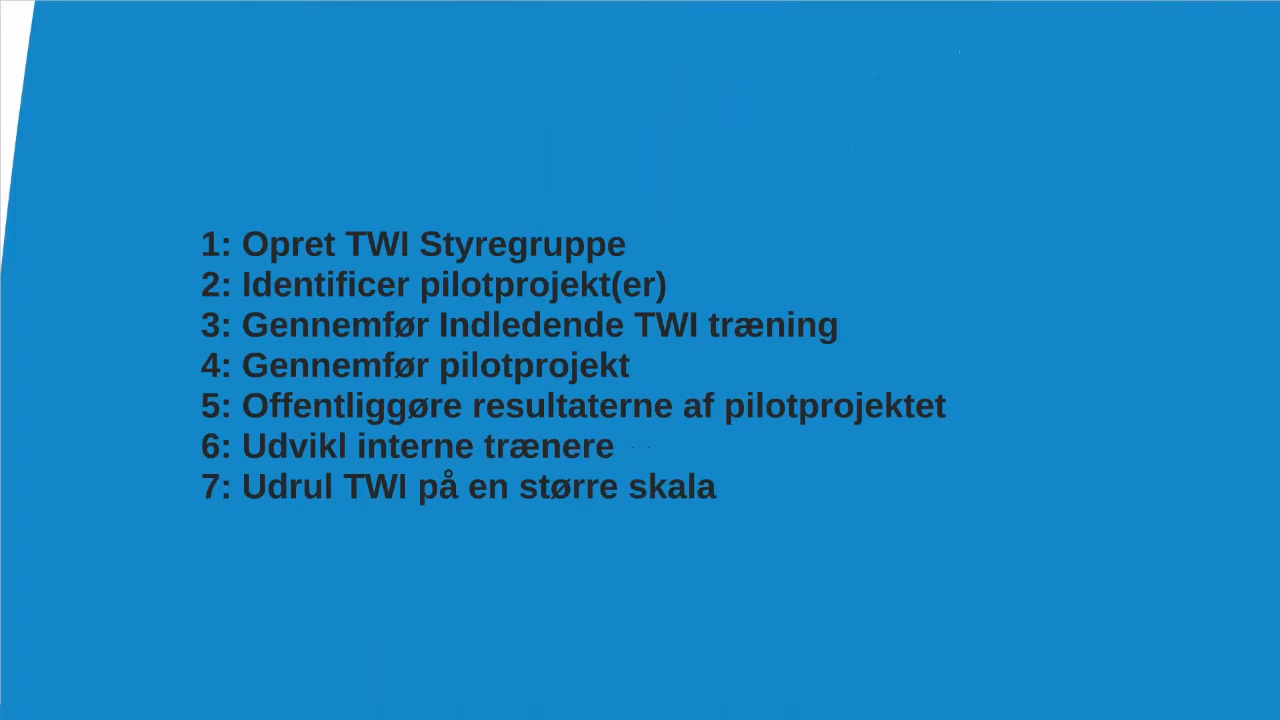 1: Opret TWI Styregruppe
2: Identificer pilotprojekt(er)
3: Gennemfør Indledende TWI træning
4: Gennemfør pilotprojekt
5: Offentliggøre resultaterne af pilotprojektet
6: Udvikl interne trænere
7: Udrul TWI på en større skala